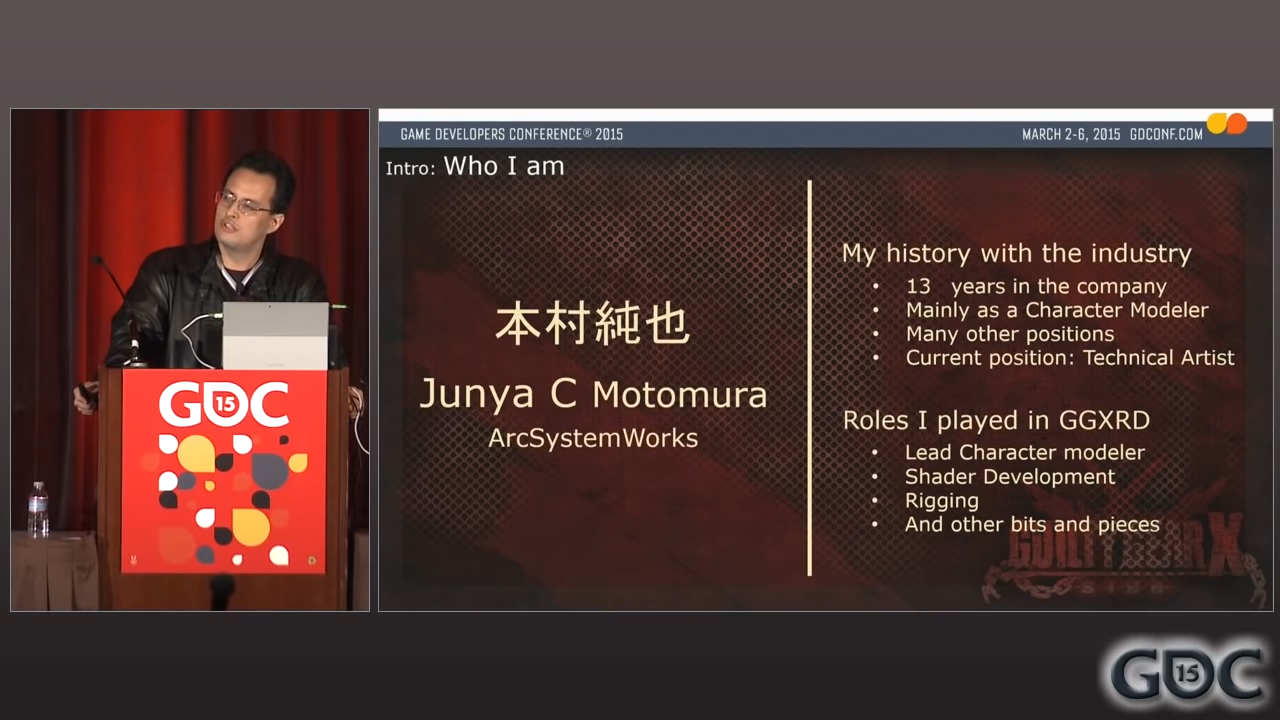 GAME DEVELOPERS CONFERENCE® 2015
MARCH 2-6, 2015 GDCONF.COM
Intro: Who I am
本村純也
Junya C Motomura
ArcSystemWorks
My history with the industry
• 13 years in the company
• Mainly as a Character Modeler
• Many other positions
• Current position: Technical Artist
Roles I played in GGXRD
• Lead Character modeler
• Shader Development
• Rigging
• And other bits and pieces
GUILTY GEAR X
SIGN
GDC
15
GDC
15